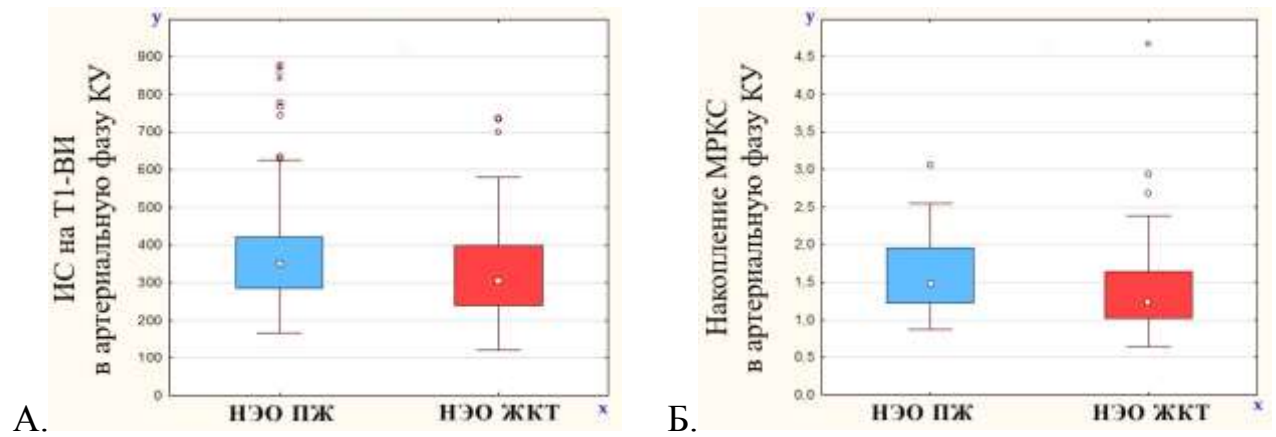 y
ИС на Т1-ВИ
в артериальную фазу КУ
900
800
700
600
500
400
300
200
100
0
НЭО ПЖ
НЭО ЖКТ
x
А.
y
Накопление МРКС
в артериальную фазу КУ
4,5
4,0
3,5
3,0
2,5
2,0
1,5
1,0
0,5
0,0
НЭО ПЖ
НЭО ЖКТ
x
Б.